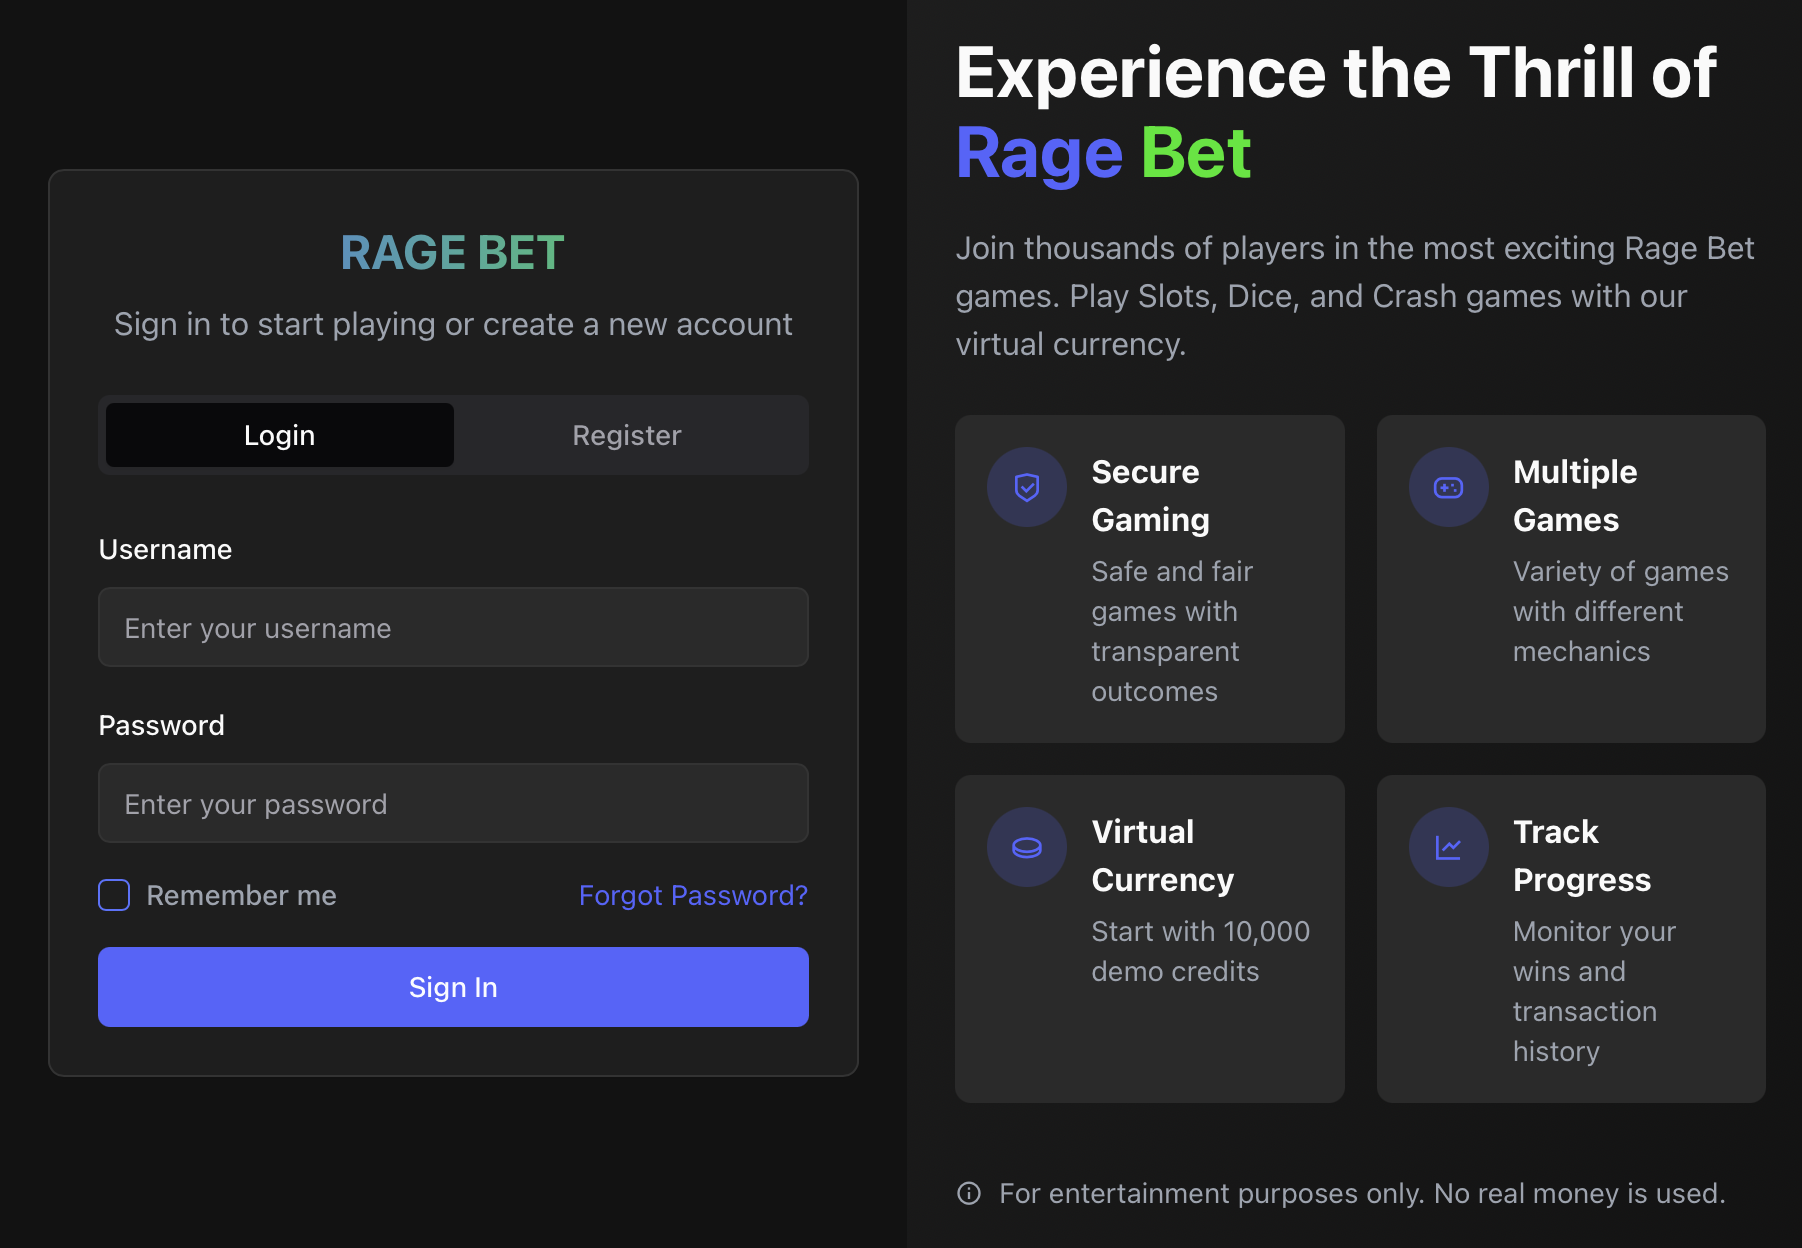 RAGE BET
Sign in to start playing or create a new account
Login
Register
Username
Enter your username
Password
Enter your password
Remember me
Forgot Password?
Sign In
Experience the Thrill of
Rage Bet
Join thousands of players in the most exciting Rage Bet
games. Play Slots, Dice, and Crash games with our
virtual currency.
Secure
Gaming
Safe and fair
games with
transparent
outcomes
Multiple
Games
Variety of games
with different
mechanics
Virtual
Currency
Start with 10,000
demo credits
Track
Progress
Monitor your
wins and
transaction
history
For entertainment purposes only. No real money is used.